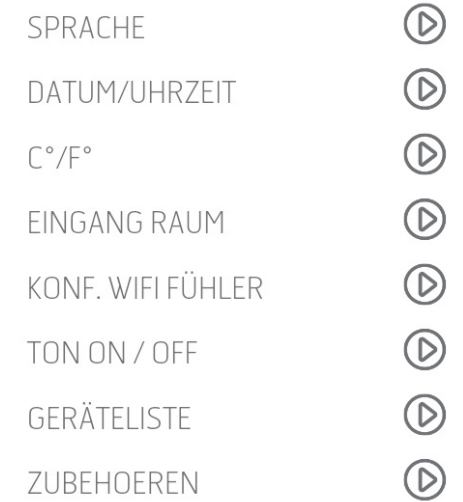 SPRACHE
DATUM/UHRZEIT
C°/F°
EINGANG RAUM
KONF. WIFI FÜHLER
TON ON / OFF
GERÄTELISTE
ZUBEHOEREN